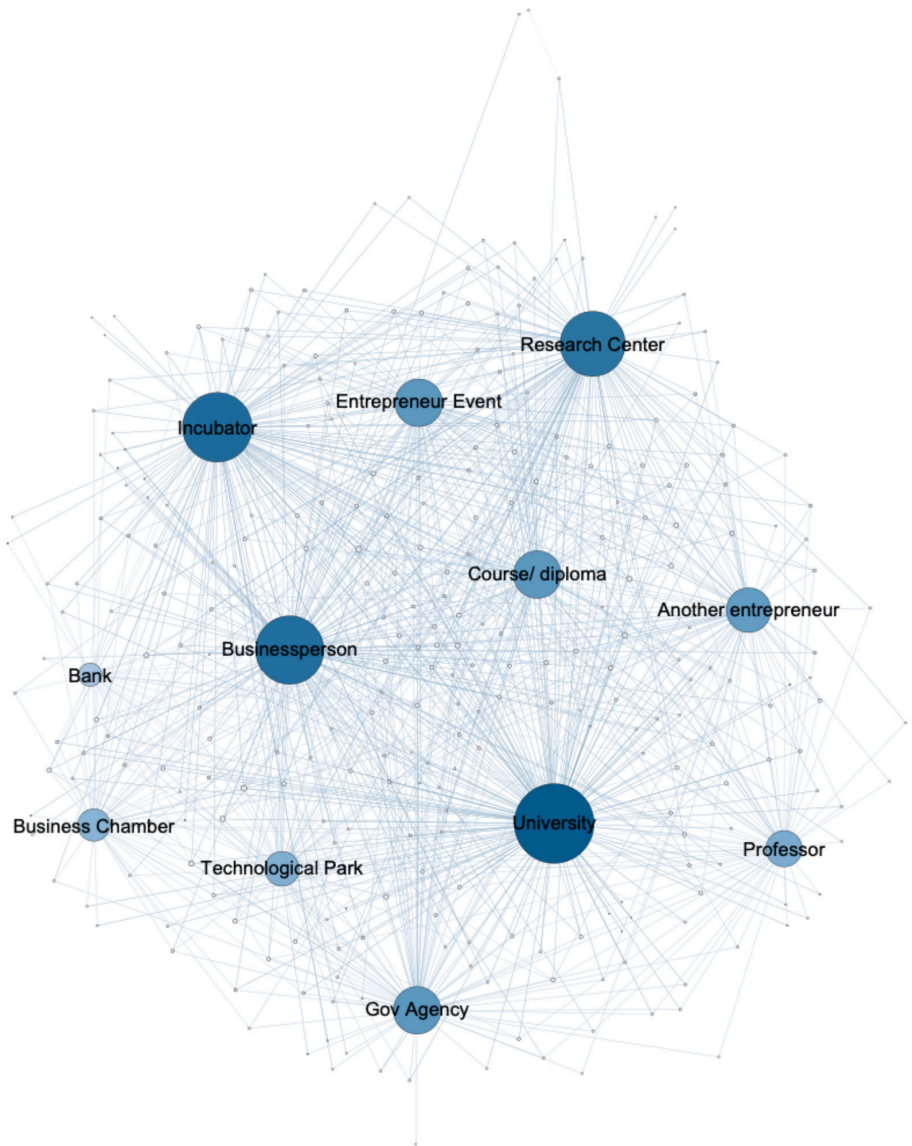 Research Center
Entrepreneur Event
Incubator
Course/ diploma
Another entrepreneur
Businessperson
Bank
University
Business Chamber
Professor
Technological Park
Gov Agency